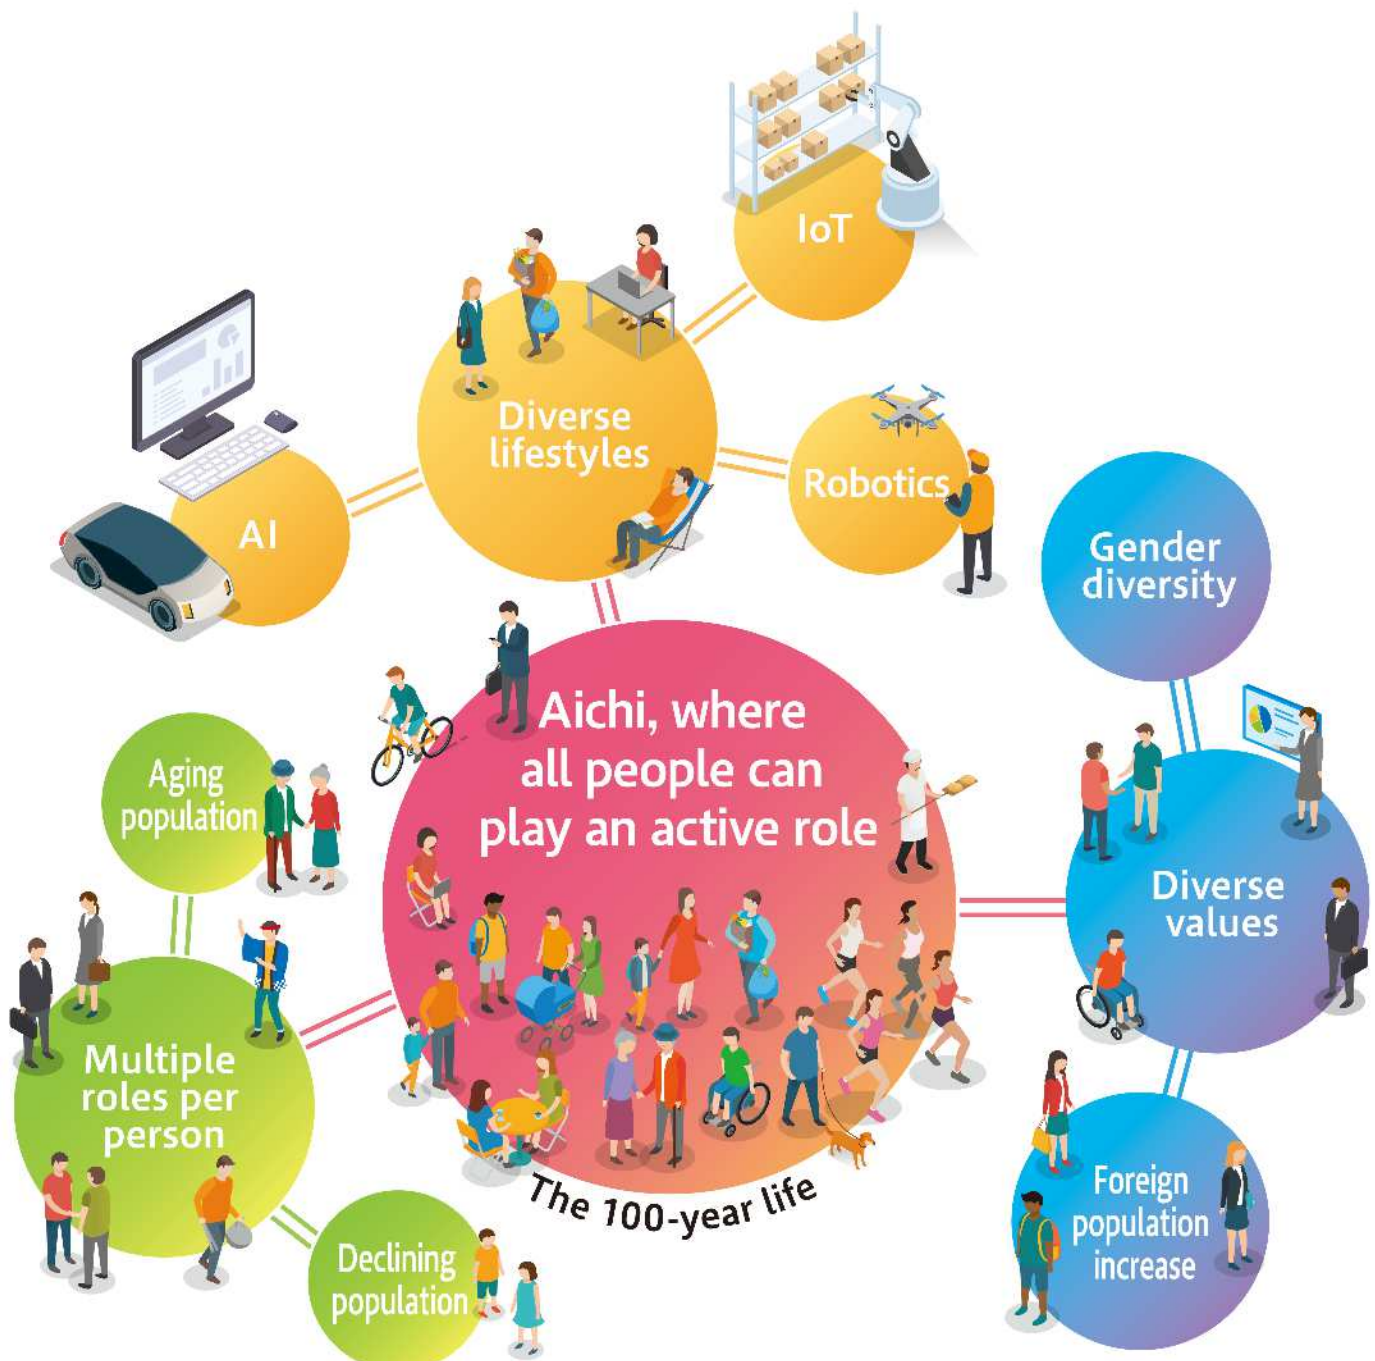 IoT
Diverse
lifestyles
Robotics
AI
Gender
diversity
Aichi, where
all people can
play an active role
Aging
population
Diverse
values
Multiple
roles per
person
The 100-year life
Foreign
population
increase
Declining
population